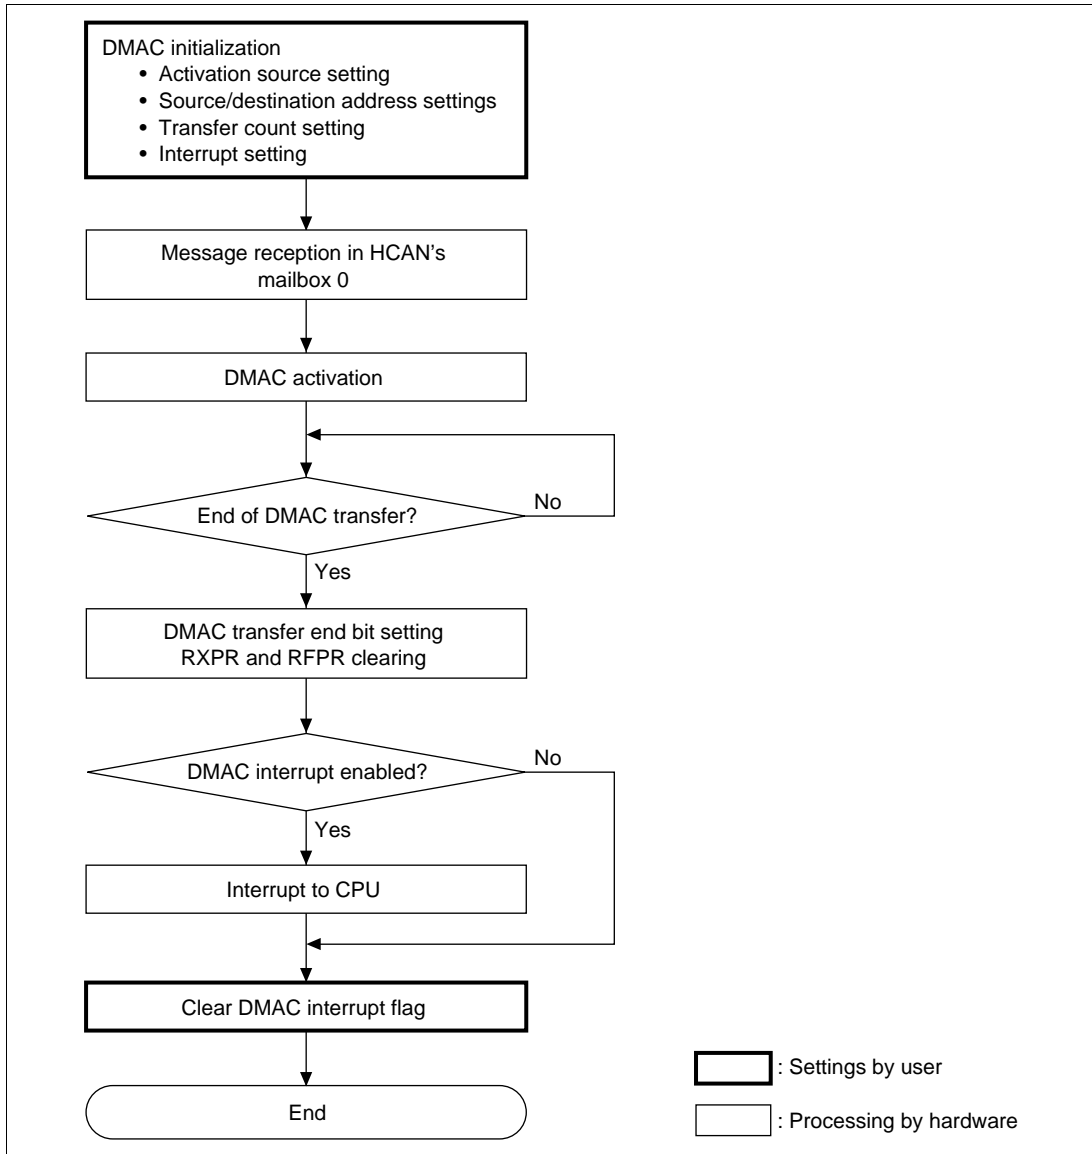 DMAC initialization
• Activation source setting
• Source/destination address settings
• Transfer count setting
• Interrupt setting
Message reception in HCAN's
mailbox 0
DMAC activation
End of DMAC transfer?
No
Yes
DMAC transfer end bit setting
RXPR and RFPR clearing
DMAC interrupt enabled?
No
Yes
Interrupt to CPU
Clear DMAC interrupt flag
End
: Settings by user
: Processing by hardware